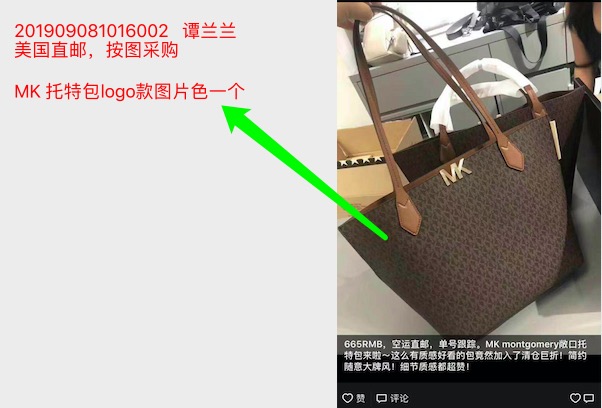 201909081016002 谭兰兰
美国直邮，按图采购
MK 托特包logo款图片色一个
MK
665RMB，空运直邮，单号跟踪。MK montgomery敞口托
特包来啦～这么有质感好看的包竟然加入了清仓巨折！简约
随意大牌风！细节质感都超赞！
赞 评论